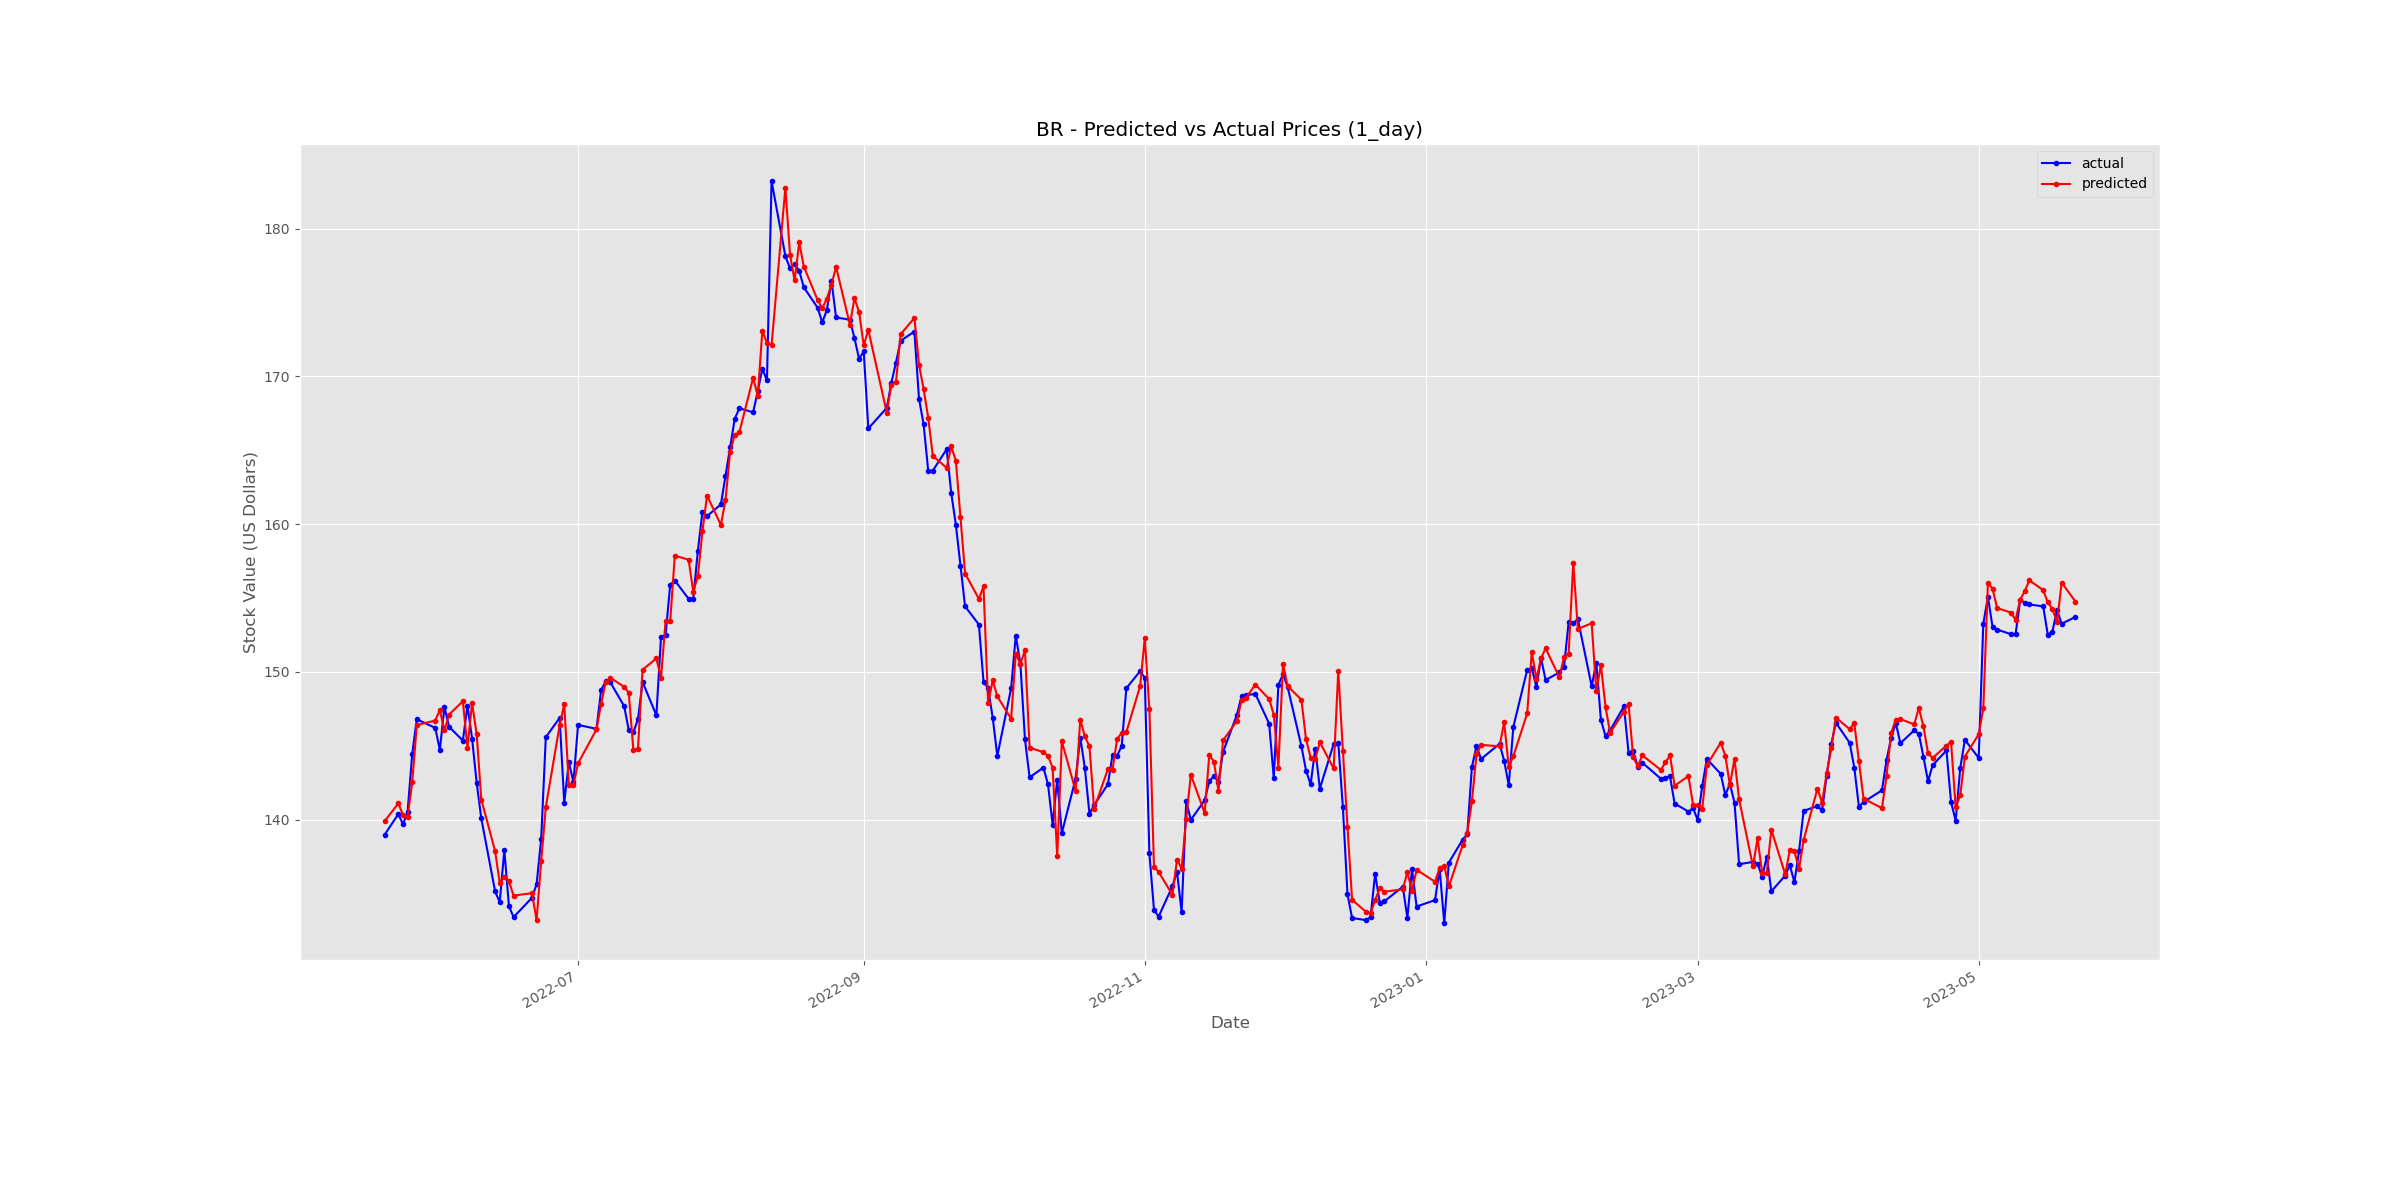 BR - Predicted vs Actual Prices (1_day)
actual
predicted
Stock Value (US Dollars)
180
170
160
150
140
2022-07
2022-09
2022-11
2023-01
2023-03
2023-05
Date